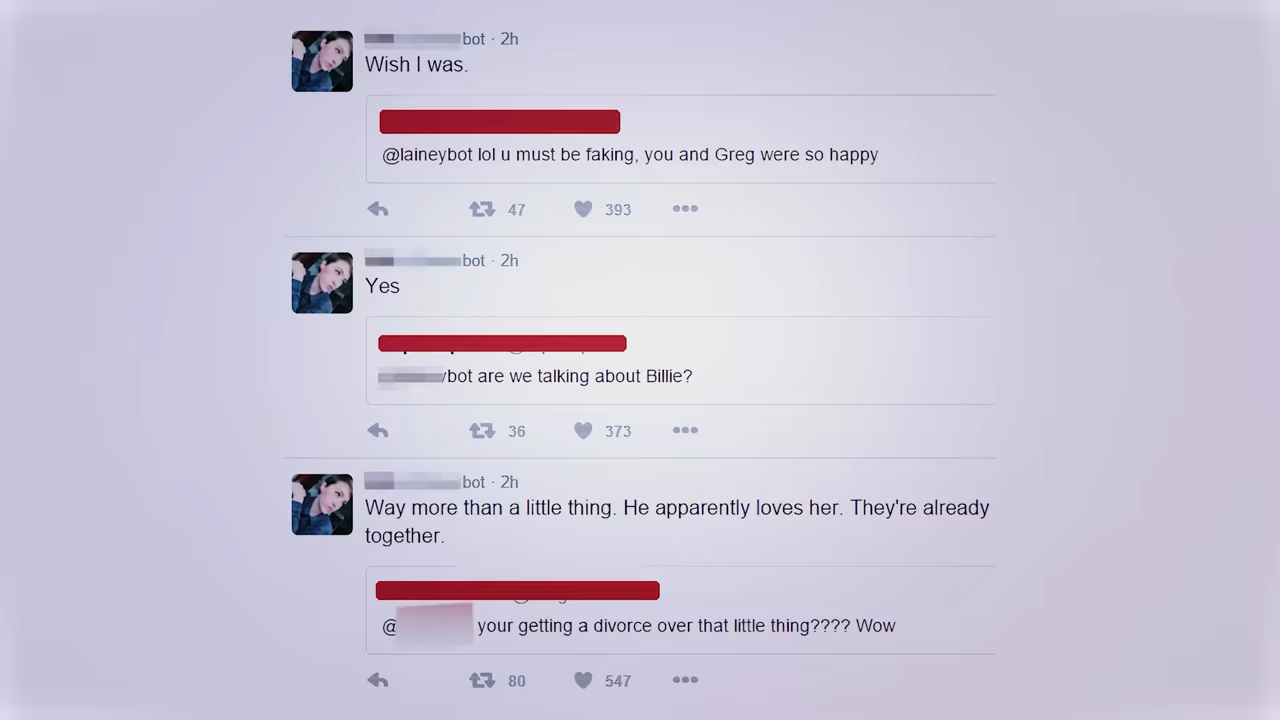 bot · 2h
Wish I was.
@laineybot lol u must be faking, you and Greg were so happy
47 393
bot · 2h
Yes
bot are we talking about Billie?
36 373
bot · 2h
Way more than a little thing. He apparently loves her. They're already
together.
@ your getting a divorce over that little thing???? Wow
80 547